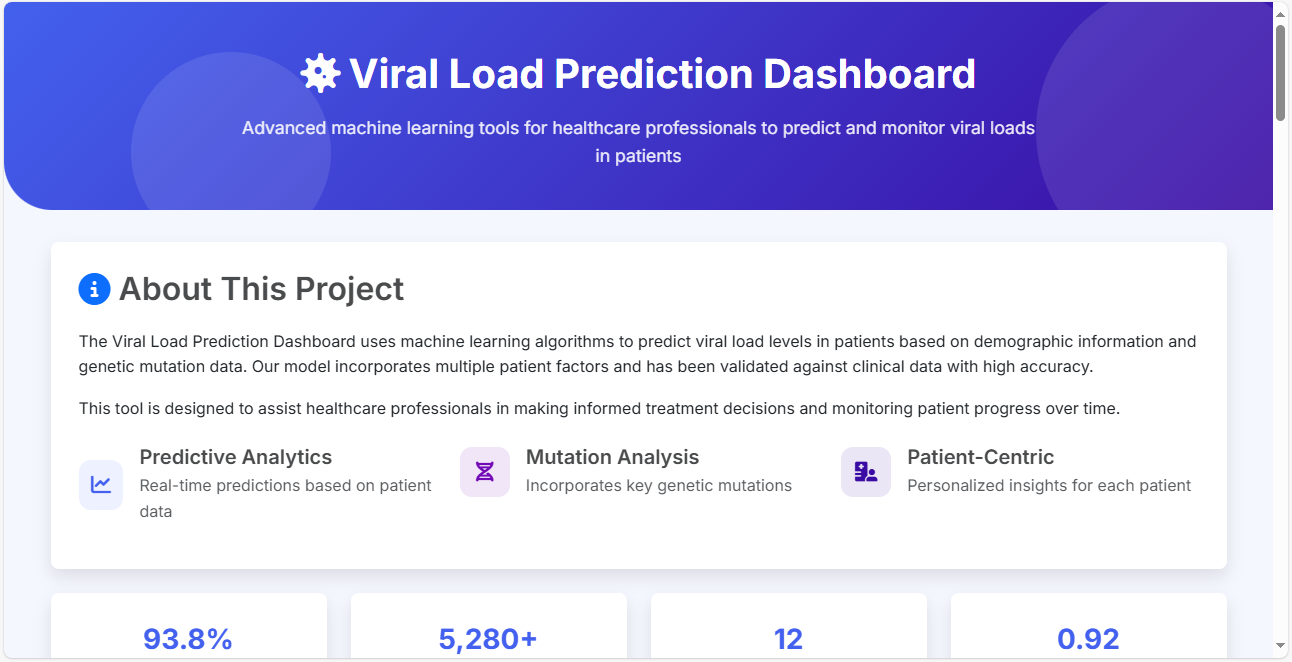 Viral Load Prediction Dashboard
Advanced machine learning tools for healthcare professionals to predict and monitor viral loads
in patients
About This Project
The Viral Load Prediction Dashboard uses machine learning algorithms to predict viral load levels in patients based on demographic information and
genetic mutation data. Our model incorporates multiple patient factors and has been validated against clinical data with high accuracy.
This tool is designed to assist healthcare professionals in making informed treatment decisions and monitoring patient progress over time.
Predictive Analytics
Real-time predictions based on patient
data
Mutation Analysis
Incorporates key genetic mutations
Patient-Centric
Personalized insights for each patient
93.8%
5,280+
12
0.92